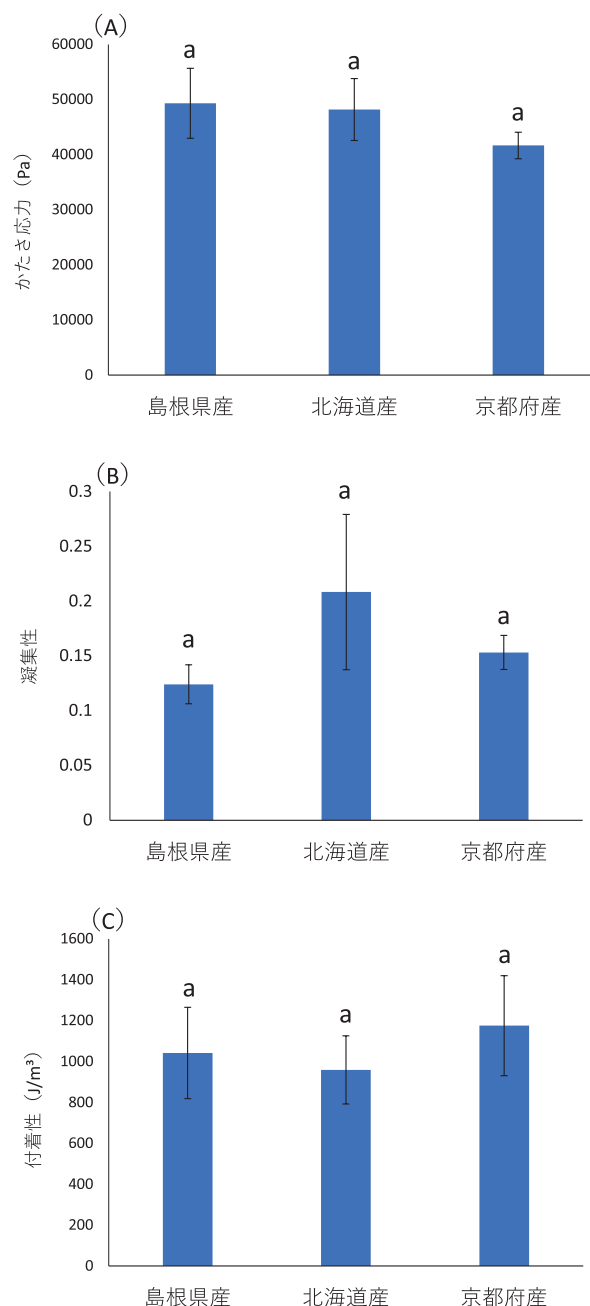 (A)
60000
50000
40000
30000
20000
10000
0
かたさ応力（Pa）
a
a
a
島根県産
北海道産
京都府産
(B)
0.3
0.25
0.2
0.15
0.1
0.05
0
凝集性
a
a
a
島根県産
北海道産
京都府産
(C)
1600
1400
1200
1000
800
600
400
200
0
付着性（J/m³）
a
a
a
島根県産
北海道産
京都府産